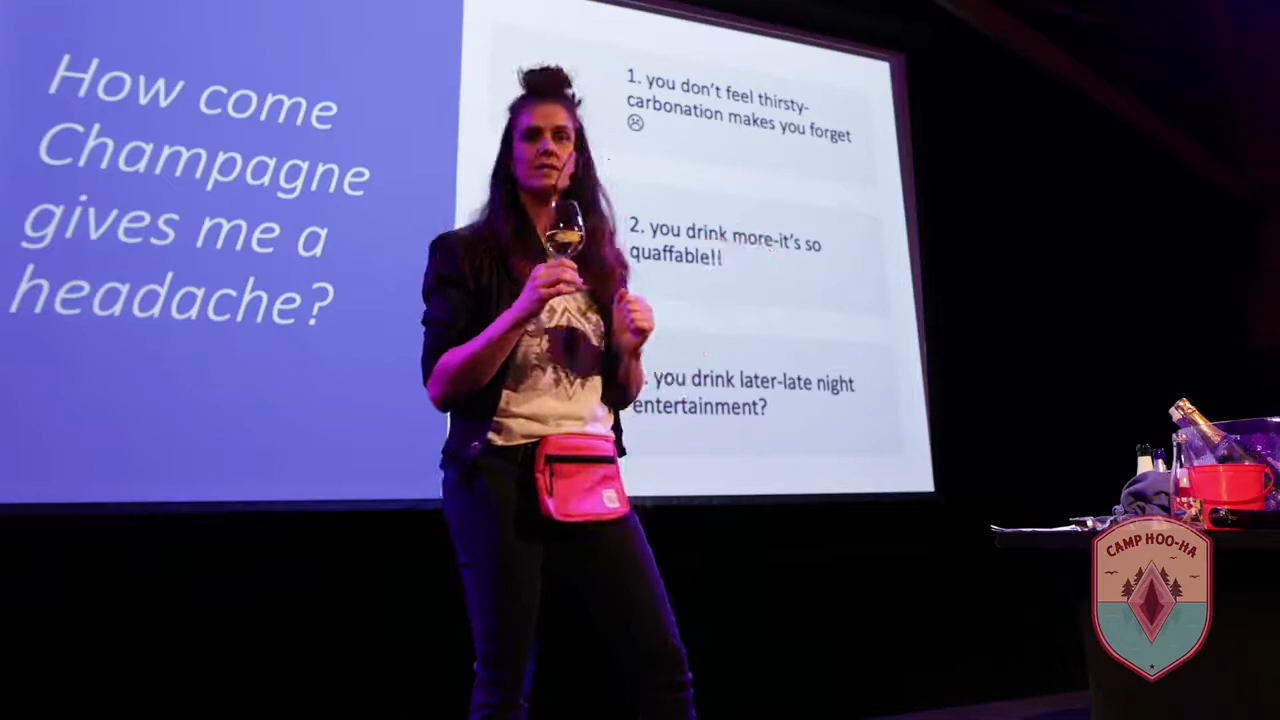 How come
Champagne
gives me a
headache?
1. you don't feel thirsty-
carbonation makes you forget
☹
2. you drink more-it's so
quaffable!!
. you drink later-late night
entertainment?
CAMP HOO-HA